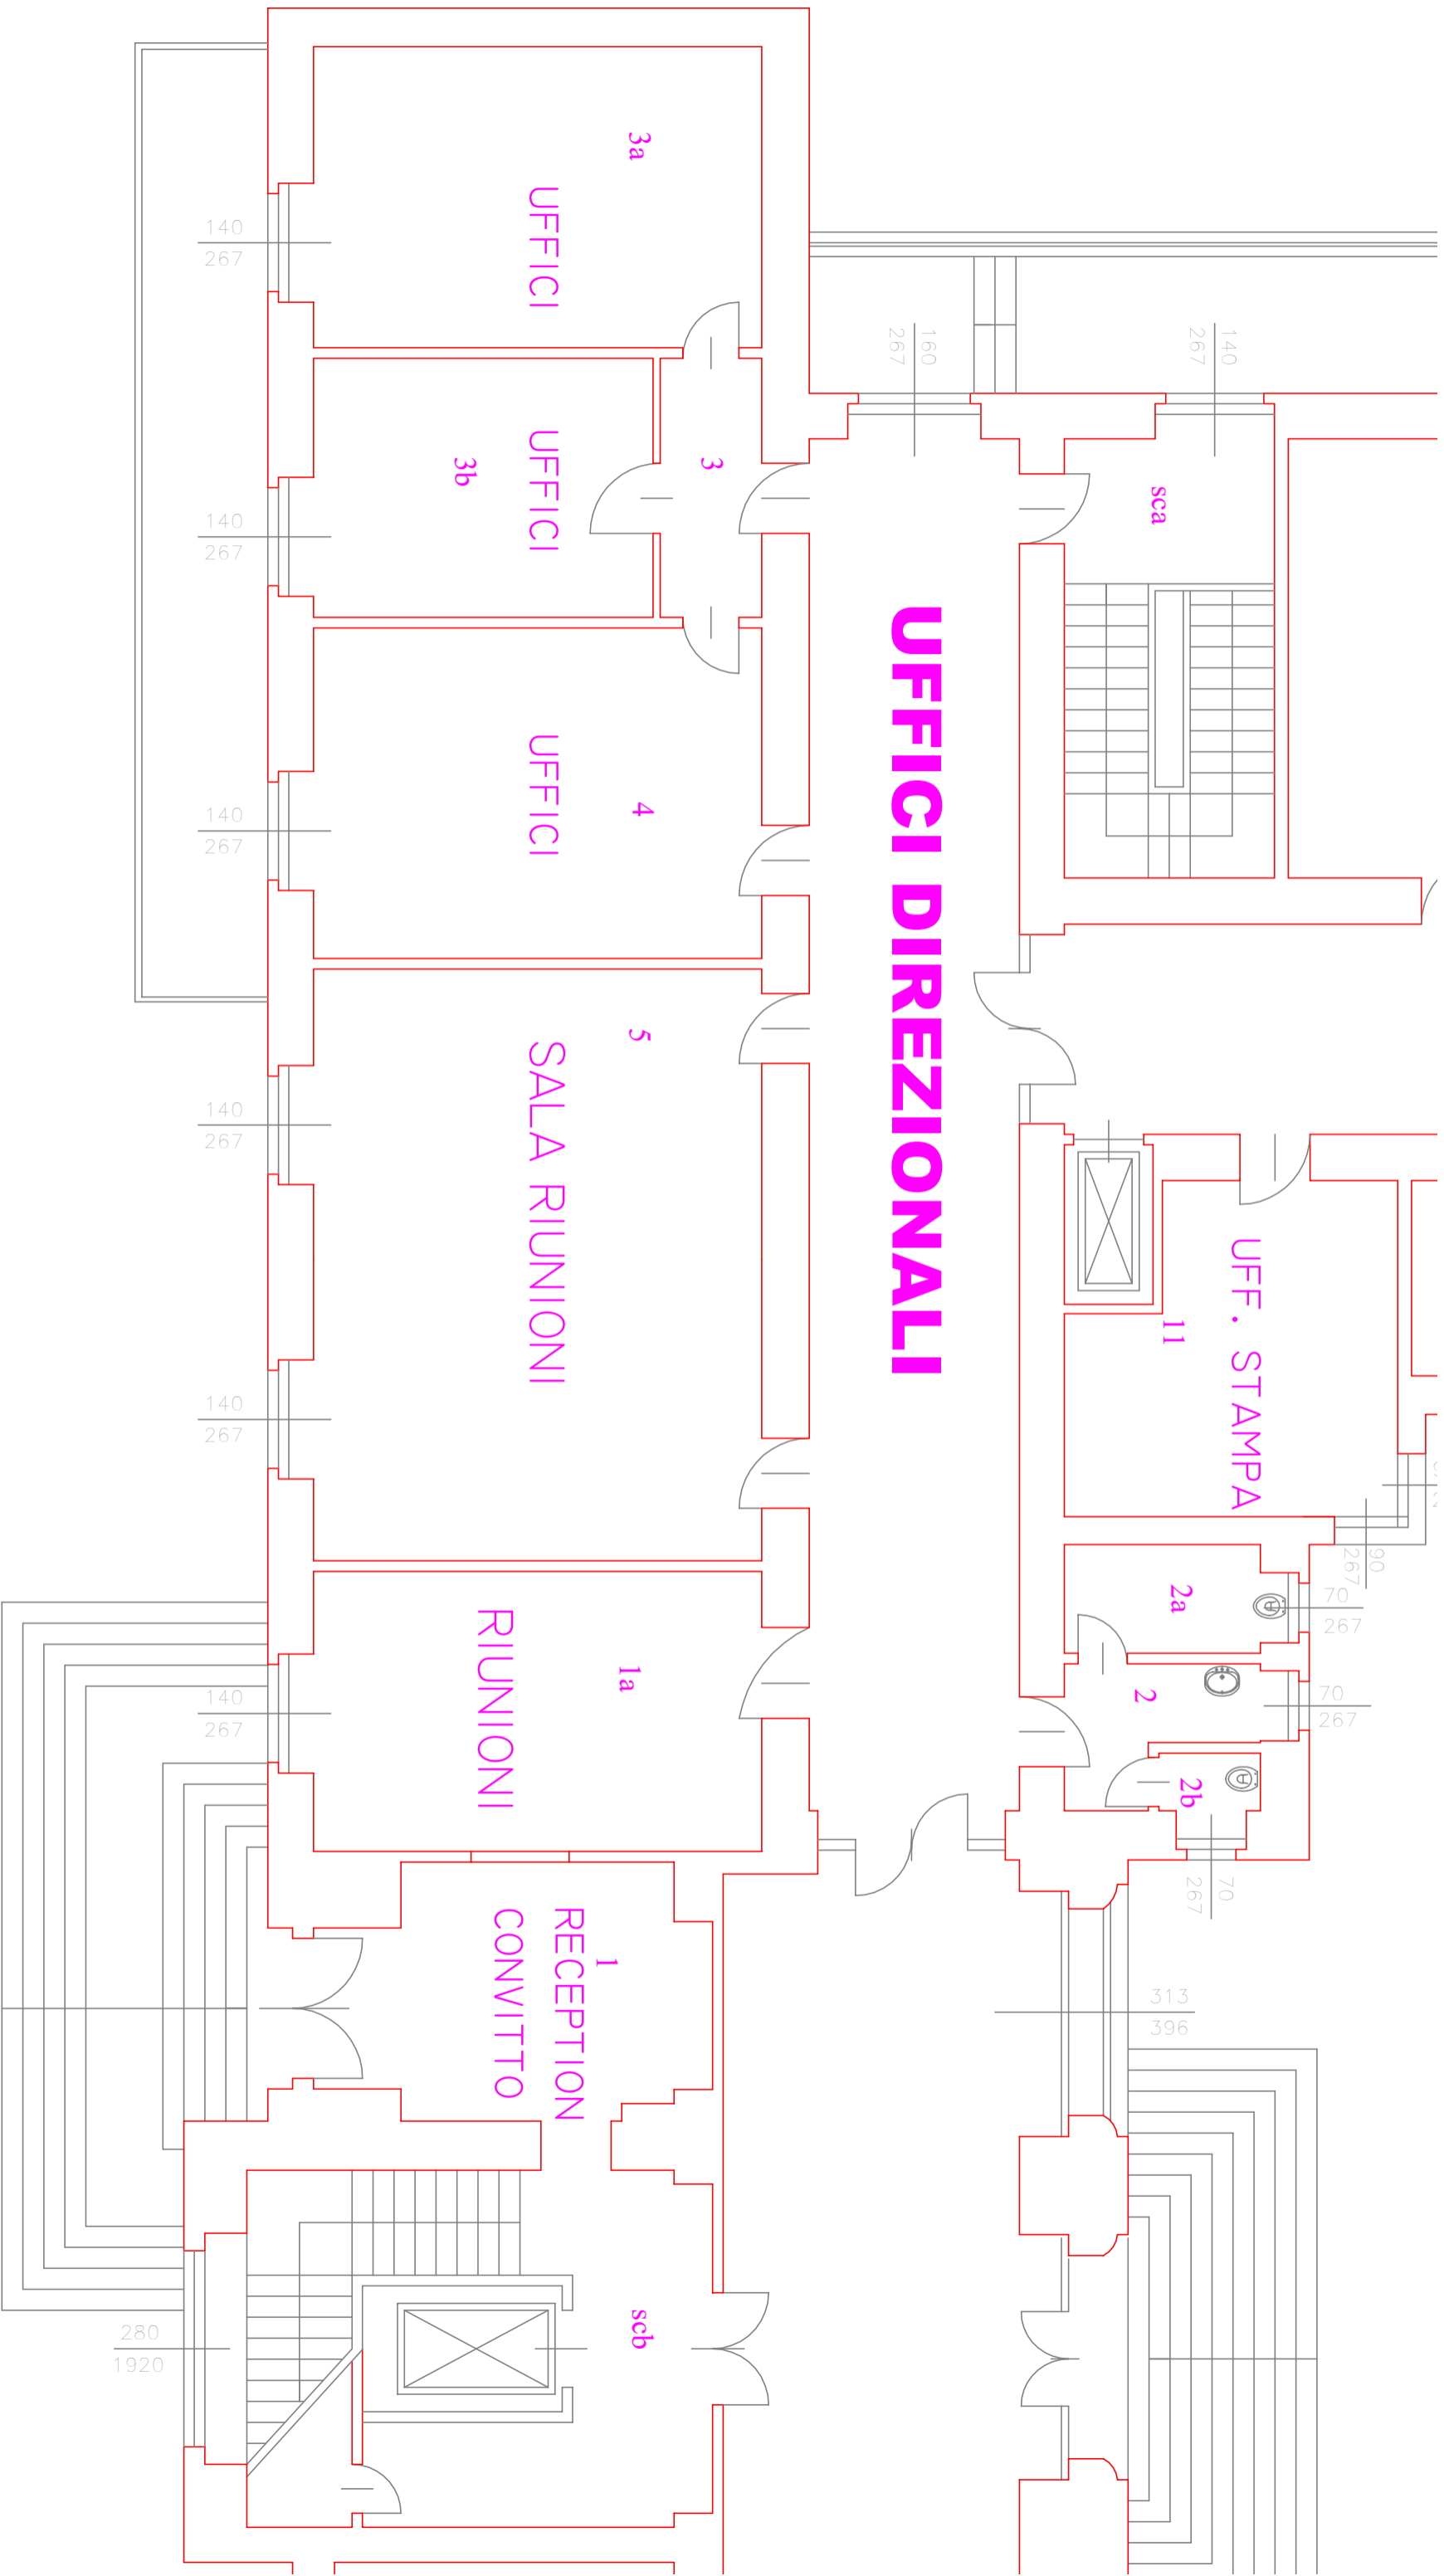 3a
UFFICI
140
267
160
267
140
267
3
3b
UFFICI
140
267
sca
UFFICI DIREZIONALI
4
UFFICI
140
267
5
SALA RIUNIONI
140
267
140
267
UFF. STAMPA
11
90
267
2a
70
267
2
70
267
2b
70
267
1a
RIUNIONI
140
267
1
RECEPTION
CONVITTO
313
396
scb
280
1920